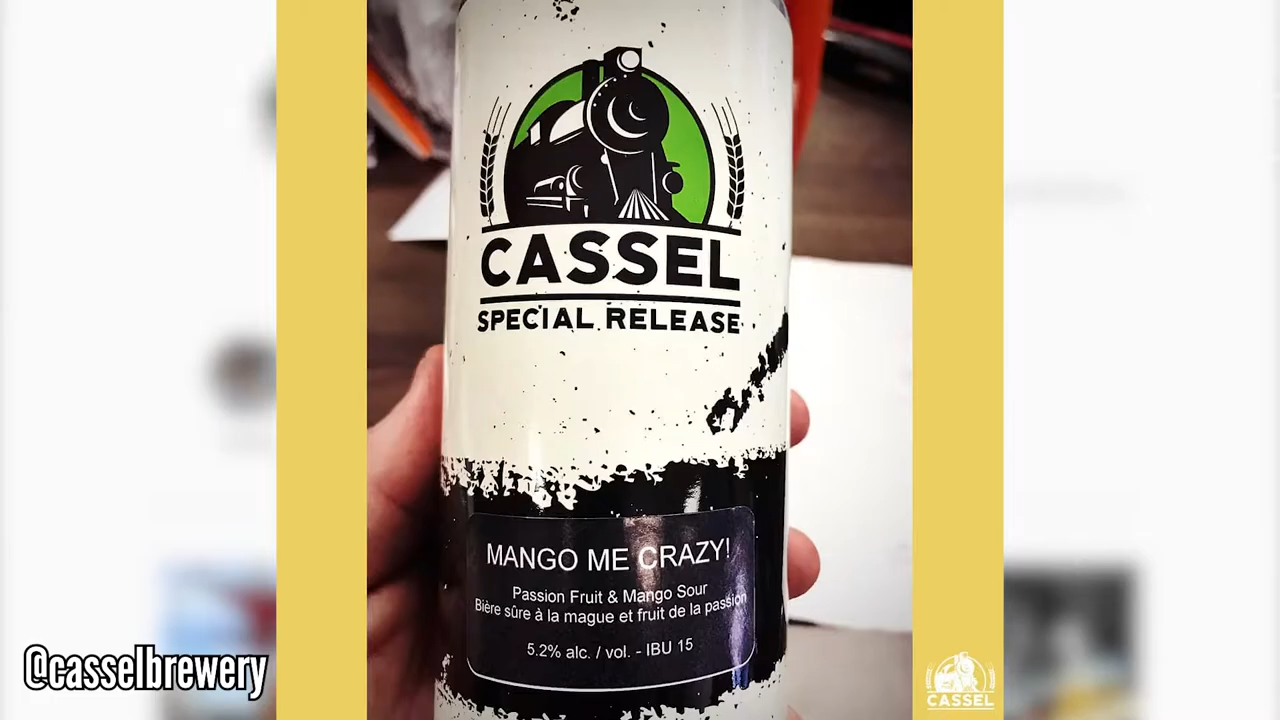 CASSEL
SPECIAL RELEASE
MANGO ME CRAZY!
Passion Fruit & Mango Sour
Bière sûre à la mague et fruit de la passion
5.2% alc. / vol. - IBU 15
@casselbrewery
CASSEL